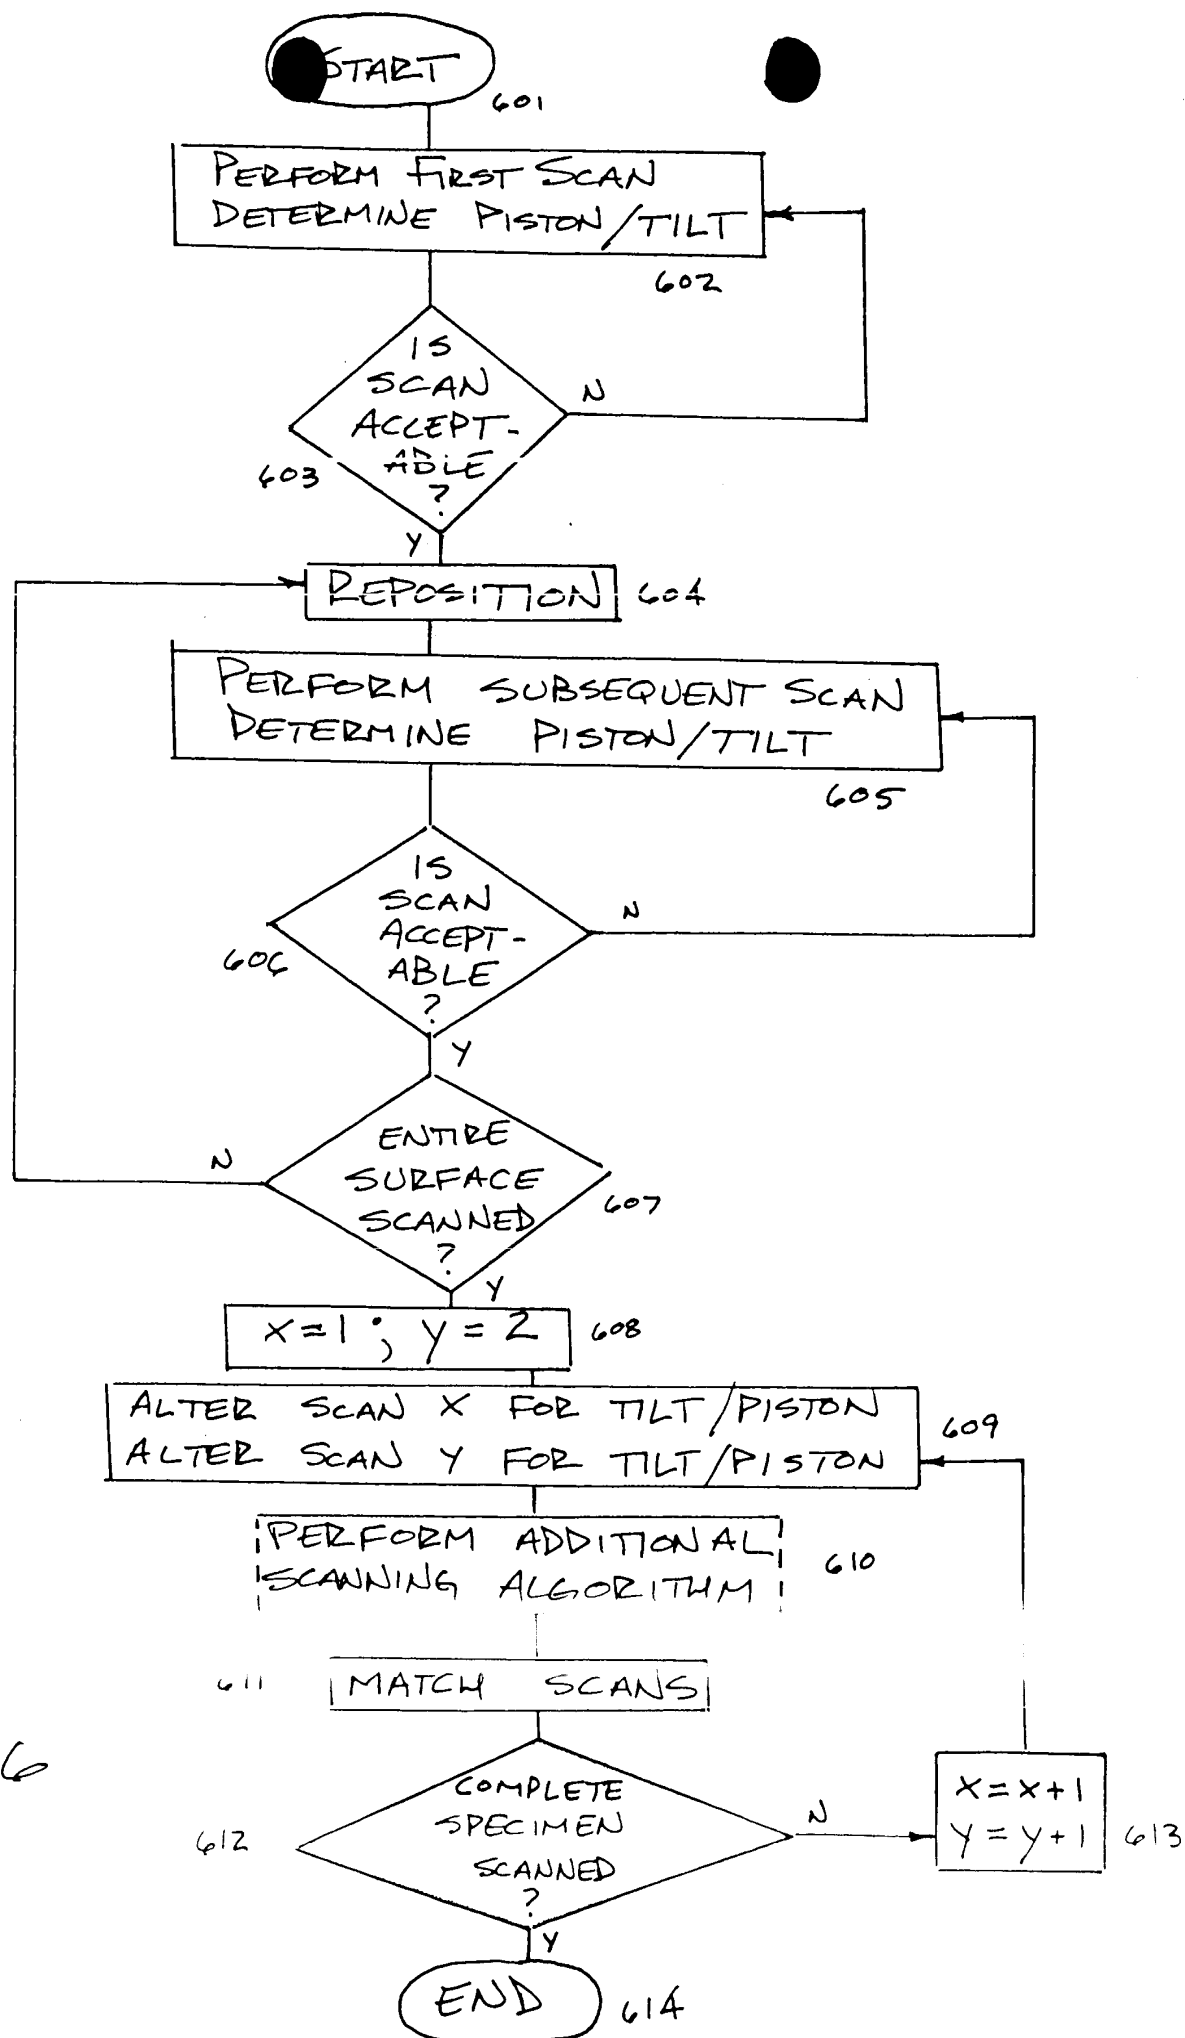 START
601
PERFORM FIRST SCAN
DETERMINE PISTON/TILT
602
IS
SCAN
ACCEPT-
ABLE
?
N
603
Y
REPOSITION
604
PERFORM SUBSEQUENT SCAN
DETERMINE PISTON/TILT
605
IS
SCAN
ACCEPT-
ABLE
?
N
606
Y
ENTIRE
SURFACE
SCANNED
?
N
607
Y
X=1; Y=2
608
ALTER SCAN X FOR TILT/PISTON
ALTER SCAN Y FOR TILT/PISTON
609
PERFORM ADDITIONAL
SCANNING ALGORITHM
610
611
MATCH SCANS
6
COMPLETE
SPECIMEN
SCANNED
?
612
N
X=X+1
Y=Y+1
613
Y
END
614